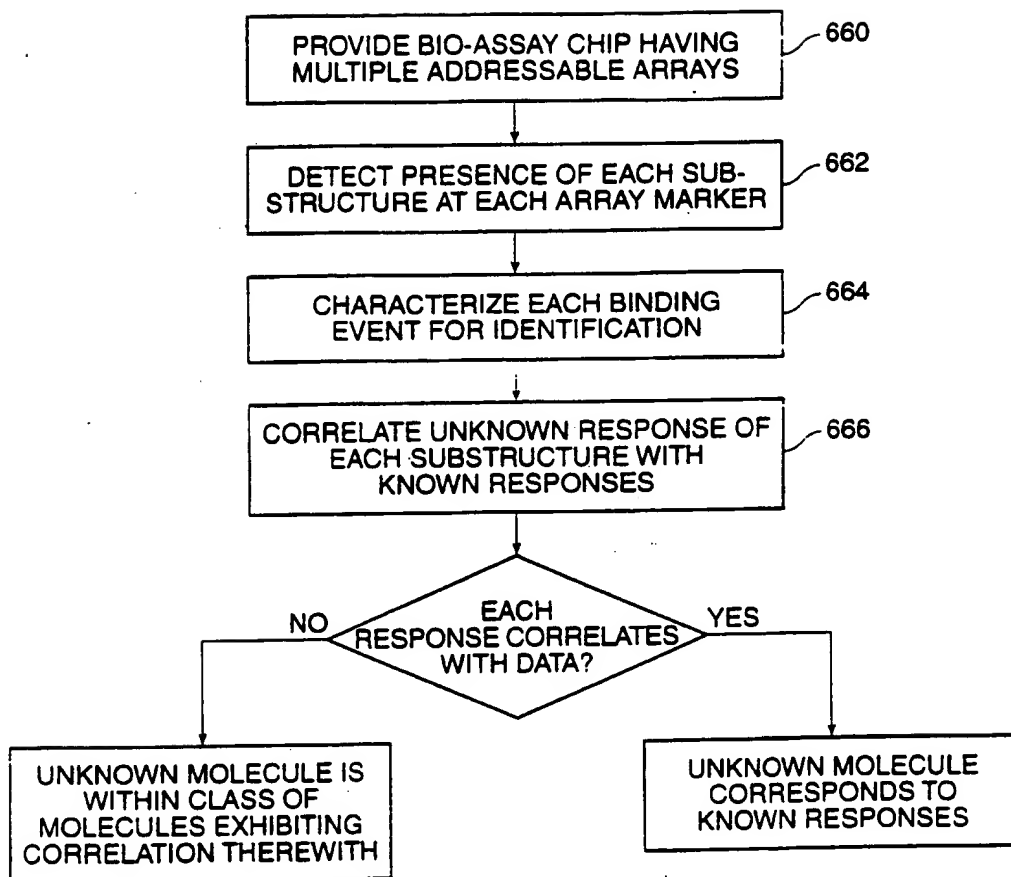 PROVIDE BIO-ASSAY CHIP HAVING
MULTIPLE ADDRESSABLE ARRAYS
660
DETECT PRESENCE OF EACH SUB-
STRUCTURE AT EACH ARRAY MARKER
662
CHARACTERIZE EACH BINDING
EVENT FOR IDENTIFICATION
664
CORRELATE UNKNOWN RESPONSE OF
EACH SUBSTRUCTURE WITH
KNOWN RESPONSES
666
EACH
RESPONSE CORRELATES
WITH DATA?
NO
YES
UNKNOWN MOLECULE IS
WITHIN CLASS OF
MOLECULES EXHIBITING
CORRELATION THEREWITH
UNKNOWN MOLECULE
CORRESPONDS TO
KNOWN RESPONSES